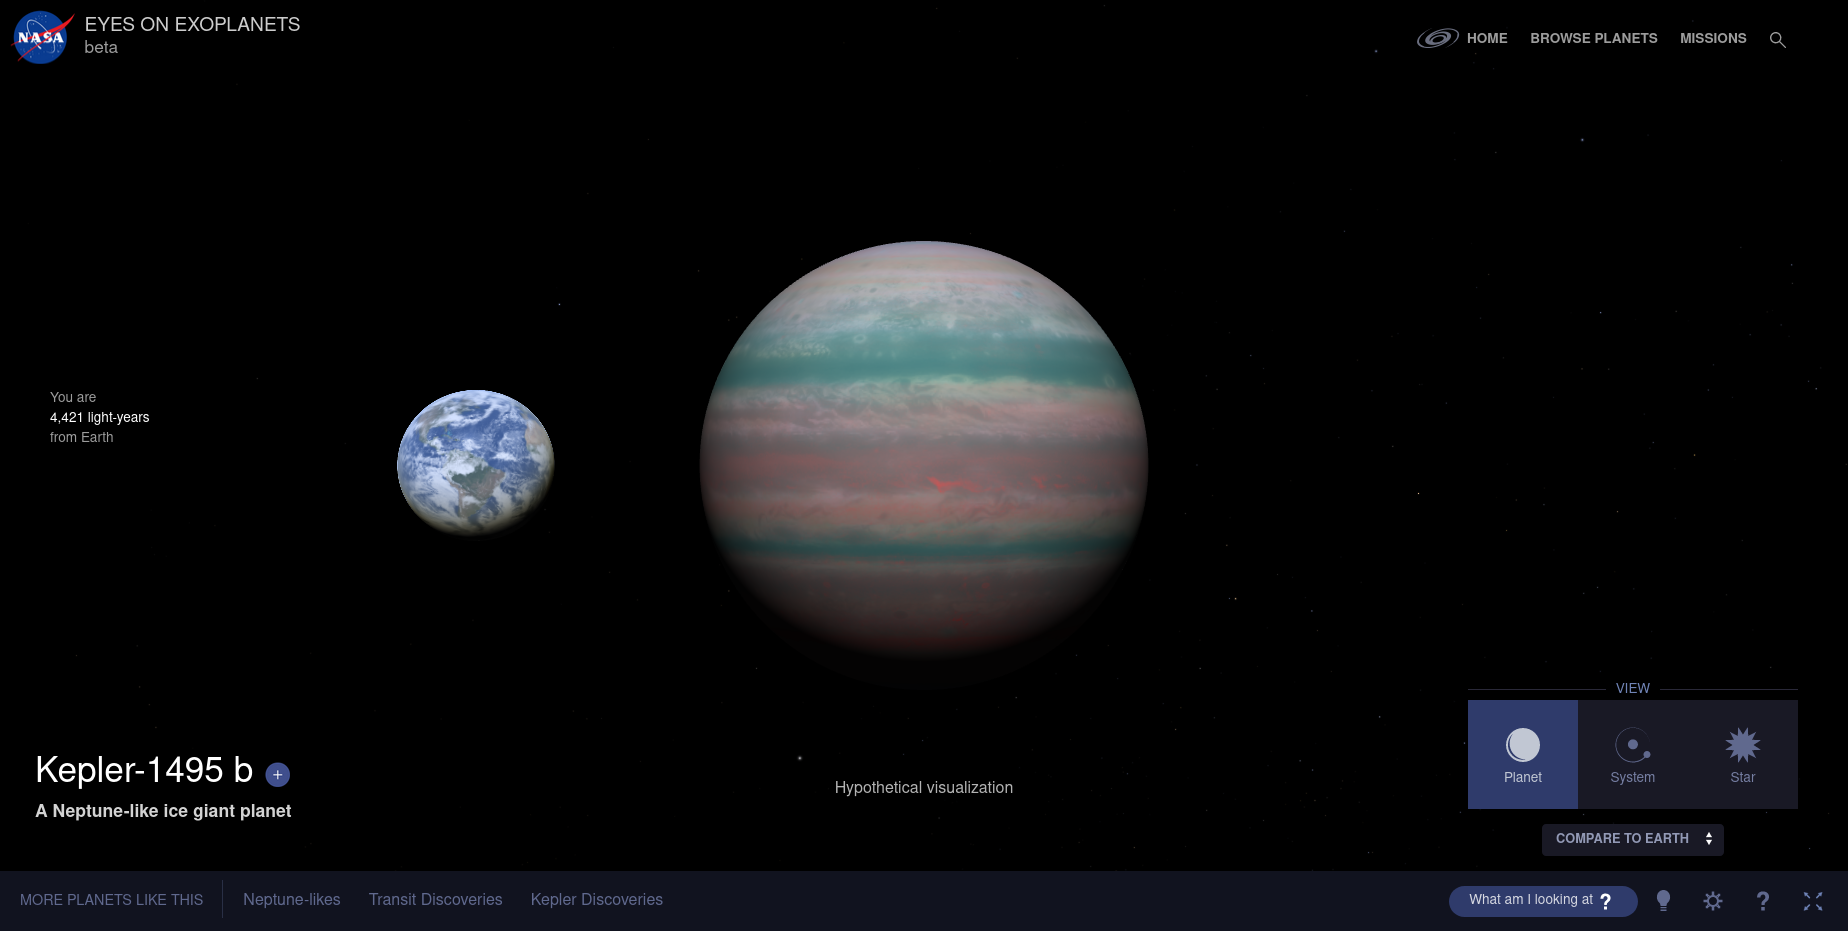 NASA
EYES ON EXOPLANETS
beta
HOME
BROWSE PLANETS
MISSIONS
You are
4,421 light-years
from Earth
Kepler-1495 b +
A Neptune-like ice giant planet
Hypothetical visualization
VIEW
Planet
System
Star
COMPARE TO EARTH
MORE PLANETS LIKE THIS
Neptune-likes
Transit Discoveries
Kepler Discoveries
What am I looking at ?
?